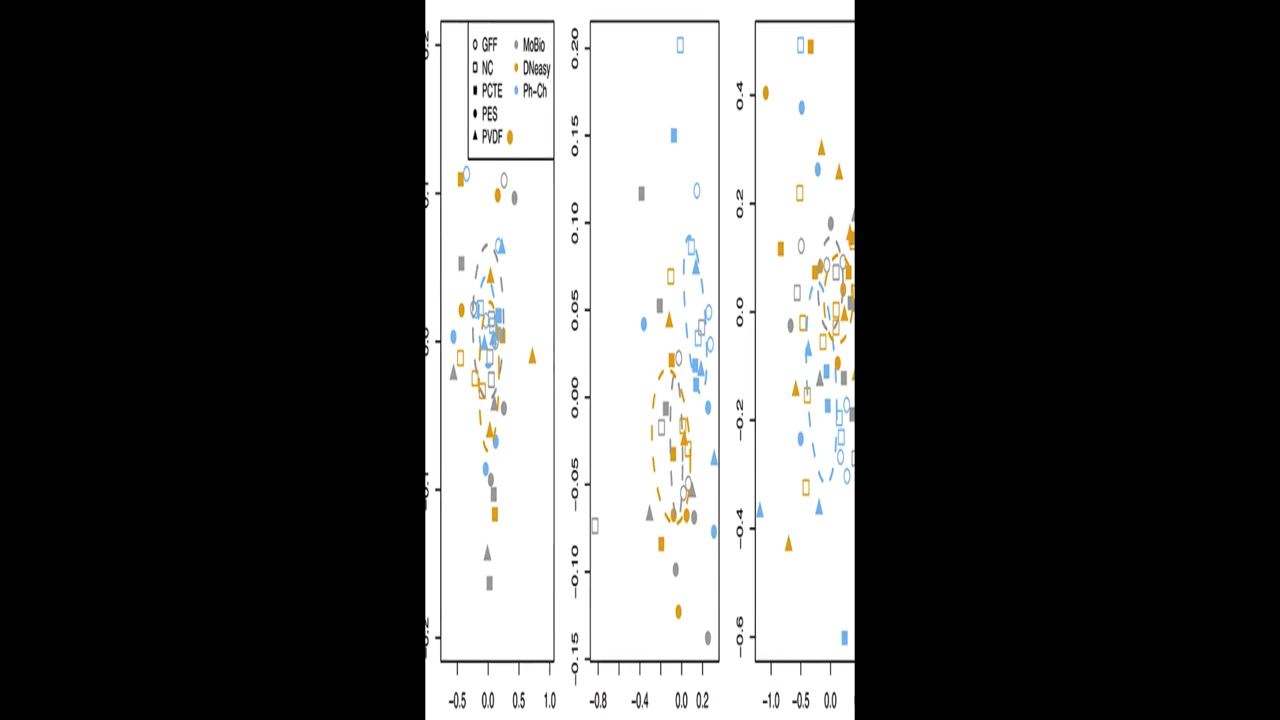 GFF MoBio
NC DNeasy
PCTE Ph-Ch
PES
PVDF
0.20
0.15
0.10
0.05
0.00
−0.05
−0.10
−0.15
0.4
0.2
0.0
−0.2
−0.4
−0.6
−0.5 0.0 0.5 1.0
−0.8 −0.4 0.0 0.2
−1.0 −0.5 0.0